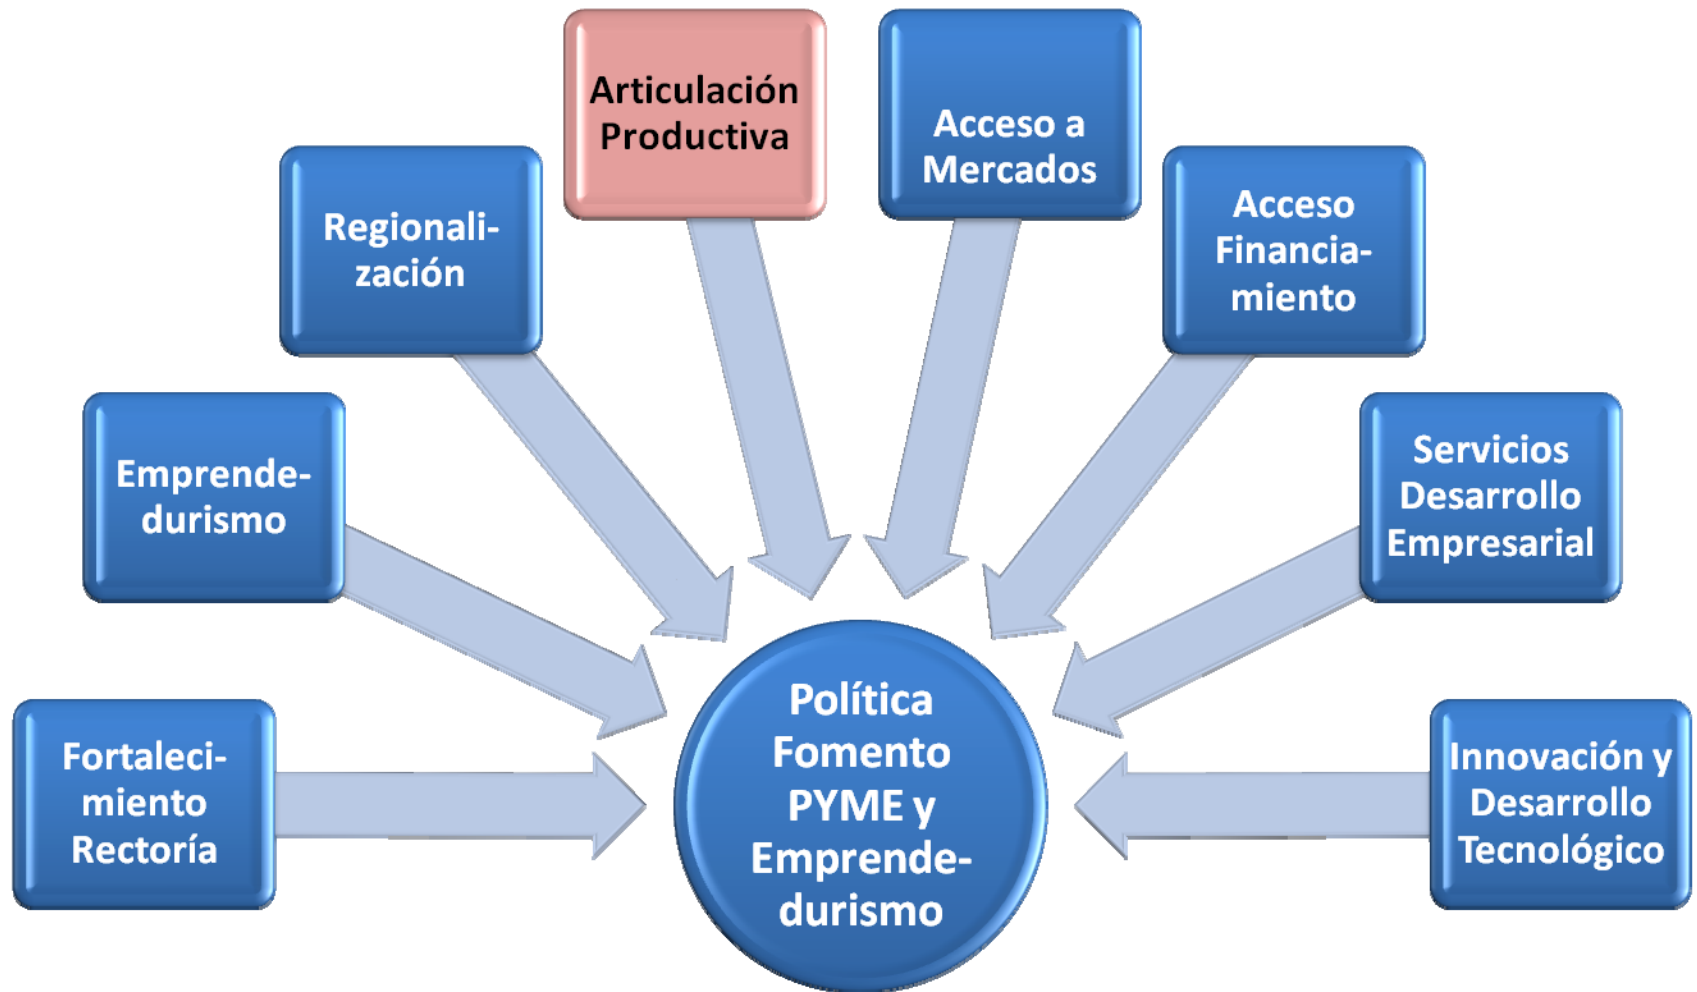 Articulación
Productiva
Acceso a
Mercados
Regionali-
zación
Acceso
Financia-
miento
Emprende-
durismo
Servicios
Desarrollo
Empresarial
Fortaleci-
miento
Rectoría
Política
Fomento
PYME y
Emprende-
durismo
Innovación y
Desarrollo
Tecnológico